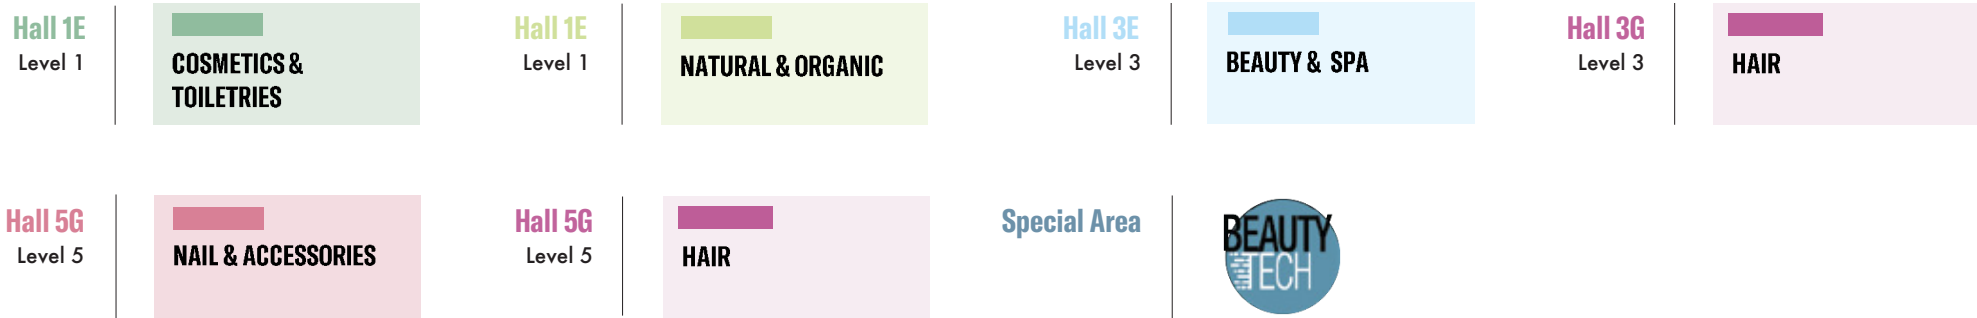 Hall 1E
Level 1
COSMETICS &
TOILETRIES
Hall 1E
Level 1
NATURAL & ORGANIC
Hall 3E
Level 3
BEAUTY & SPA
Hall 3G
Level 3
HAIR
Hall 5G
Level 5
NAIL & ACCESSORIES
Hall 5G
Level 5
HAIR
Special Area
BEAUTY
TECH